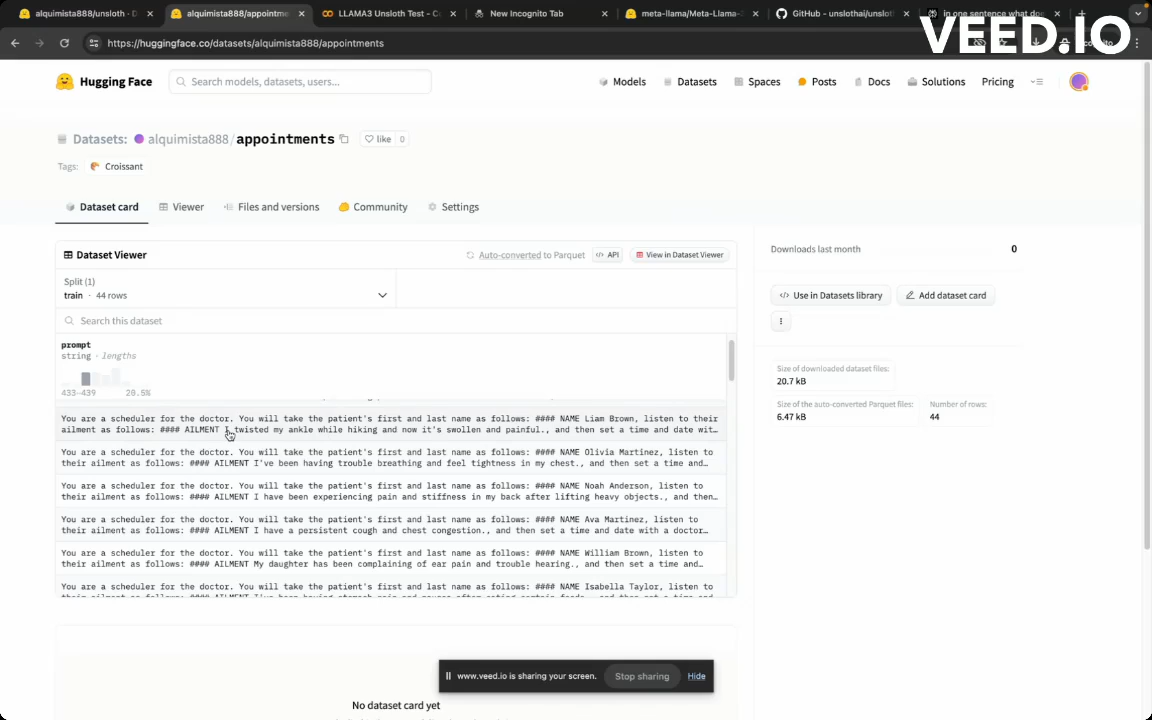 alquimista888/unsloth · D
alquimista888/appointme
LLAMA3 Unsloth Test - Co
New Incognito Tab
meta-llama/Meta-Llama-3
GitHub - unslothai/unslot
in one sentence what do
https://huggingface.co/datasets/alquimista888/appointments
VEED.IO
Hugging Face
Search models, datasets, users...
Models
Datasets
Spaces
Posts
Docs
Solutions
Pricing
Datasets: alquimista888/appointments
like 0
Tags: Croissant
Dataset card
Viewer
Files and versions
Community
Settings
Dataset Viewer
Auto-converted to Parquet
API
View in Dataset Viewer
Split (1)
train · 44 rows
Search this dataset
prompt
string · lengths
433–439 20.5%
You are a scheduler for the doctor. You will take the patient's first and last name as follows: #### NAME Liam Brown, listen to their
ailment as follows: #### AILMENT I twisted my ankle while hiking and now it's swollen and painful., and then set a time and date wit…
You are a scheduler for the doctor. You will take the patient's first and last name as follows: #### NAME Olivia Martinez, listen to
their ailment as follows: #### AILMENT I've been having trouble breathing and feel tightness in my chest., and then set a time and…
You are a scheduler for the doctor. You will take the patient's first and last name as follows: #### NAME Noah Anderson, listen to
their ailment as follows: #### AILMENT I have been experiencing pain and stiffness in my back after lifting heavy objects., and then…
You are a scheduler for the doctor. You will take the patient's first and last name as follows: #### NAME Ava Martinez, listen to
their ailment as follows: #### AILMENT I have a persistent cough and chest congestion., and then set a time and date with a doctor…
You are a scheduler for the doctor. You will take the patient's first and last name as follows: #### NAME William Brown, listen to
their ailment as follows: #### AILMENT My daughter has been complaining of ear pain and trouble hearing., and then set a time and…
You are a scheduler for the doctor. You will take the patient's first and last name as follows: #### NAME Isabella Taylor, listen to
Downloads last month
0
Use in Datasets library
Add dataset card
Size of downloaded dataset files:
20.7 kB
Size of the auto-converted Parquet files:
6.47 kB
Number of rows:
44
www.veed.io is sharing your screen.
Stop sharing
Hide
No dataset card yet